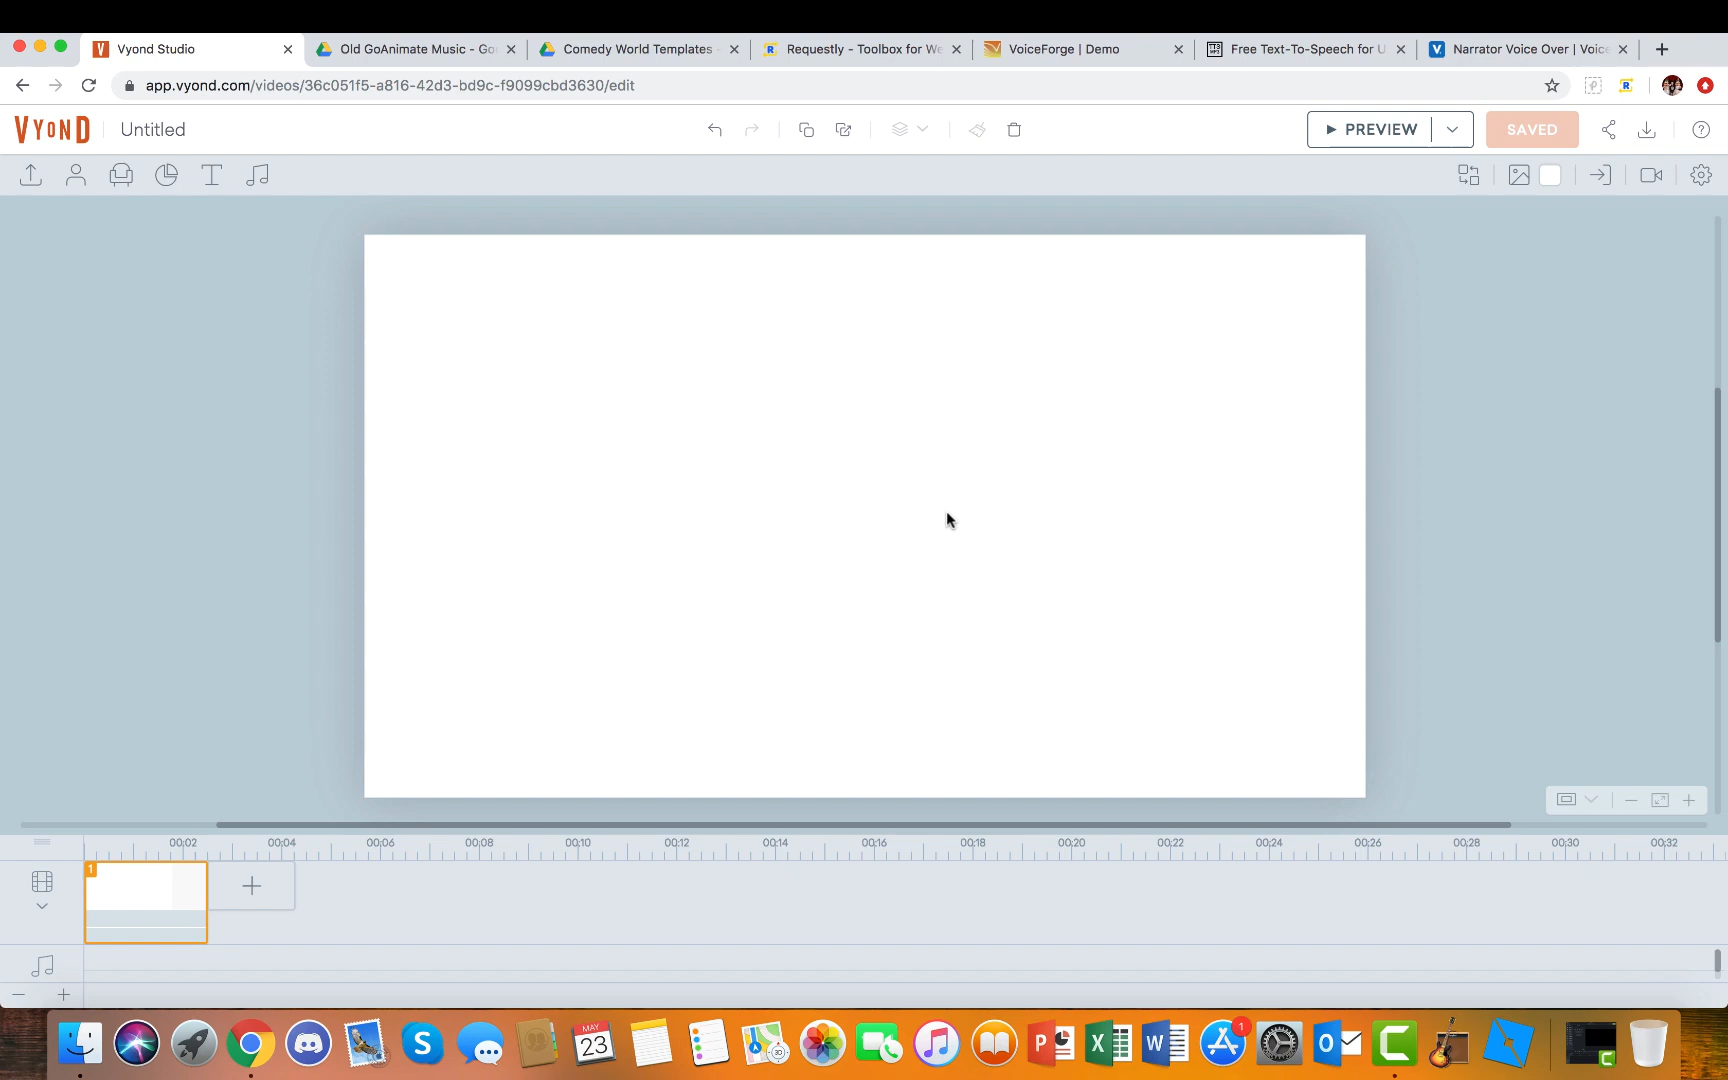 Vyond Studio
Old GoAnimate Music - Go
Comedy World Templates -
Requestly - Toolbox for We
VoiceForge | Demo
Free Text-To-Speech for U
Narrator Voice Over | Voice
app.vyond.com/videos/36c051f5-a816-42d3-bd9c-f9099cbd3630/edit
VYOND
Untitled
PREVIEW
SAVED
00:02
00:04
00:06
00:08
00:10
00:12
00:14
00:16
00:18
00:20
00:22
00:24
00:26
00:28
00:30
00:32
1
MAY
23
1